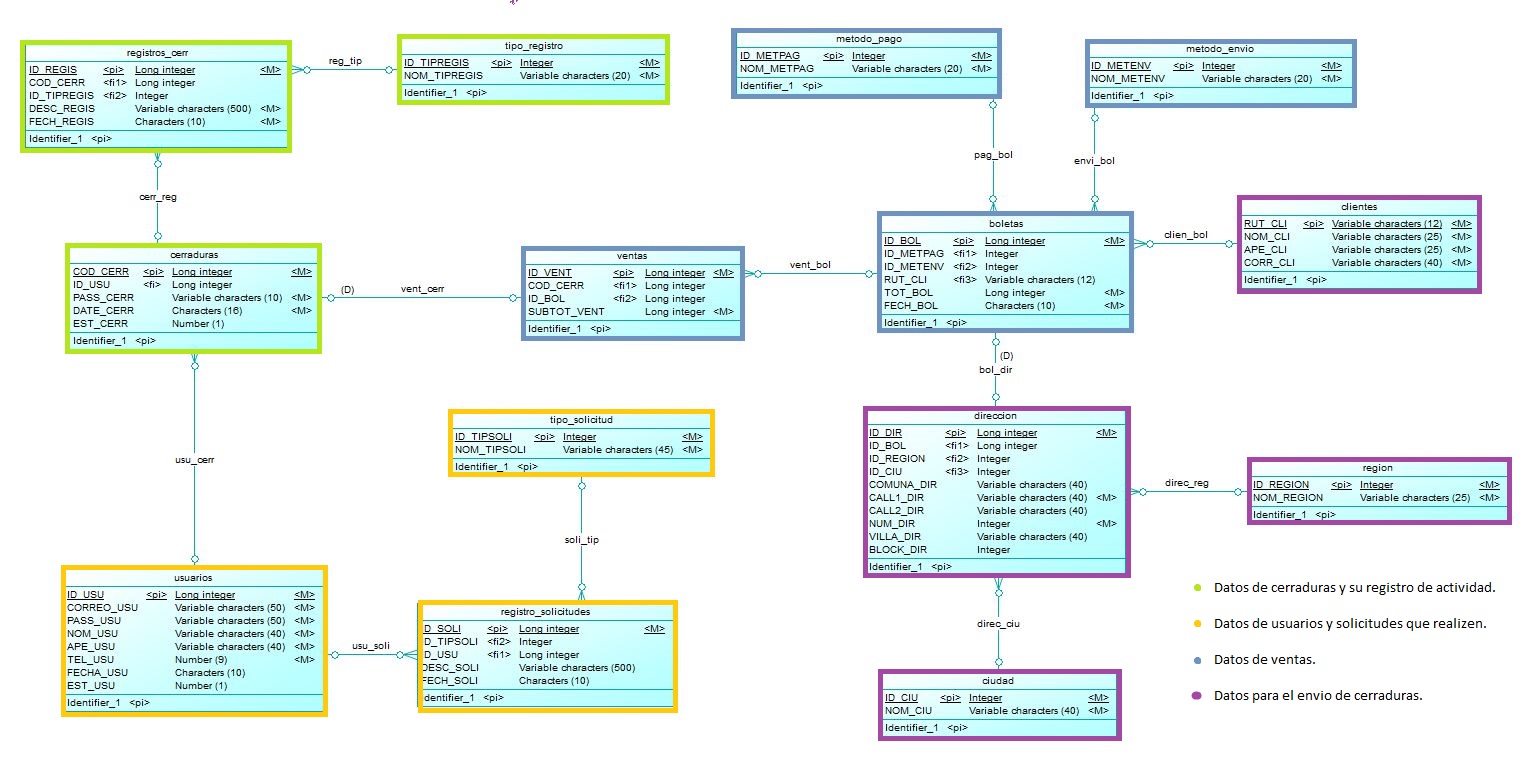 registros_cerr
ID_REGIS <pi> Long integer <M>
COD_CERR <fi1> Long integer
ID_TIPREGIS <fi2> Integer
DESC_REGIS Variable characters (500) <M>
FECH_REGIS Characters (10) <M>
Identifier_1 <pi>
reg_tip
tipo_registro
ID_TIPREGIS <pi> Integer <M>
NOM_TIPREGIS Variable characters (20) <M>
Identifier_1 <pi>
metodo_pago
ID_METPAG <pi> Integer <M>
NOM_METPAG Variable characters (20) <M>
Identifier_1 <pi>
metodo_envio
ID_METENV <pi> Integer <M>
NOM_METENV Variable characters (20) <M>
Identifier_1 <pi>
pag_bol
envi_bol
cerr_reg
cerraduras
COD_CERR <pi> Long integer <M>
ID_USU <fi> Long integer
PASS_CERR Variable characters (10) <M>
DATE_CERR Characters (16) <M>
EST_CERR Number (1)
Identifier_1 <pi>
(D)
vent_cerr
ventas
ID_VENT <pi> Long integer <M>
COD_CERR <fi1> Long integer
ID_BOL <fi2> Long integer
SUBTOT_VENT Long integer <M>
Identifier_1 <pi>
vent_bol
boletas
ID_BOL <pi> Long integer <M>
ID_METPAG <fi1> Integer
ID_METENV <fi2> Integer
RUT_CLI <fi3> Variable characters (12)
TOT_BOL Long integer <M>
FECH_BOL Characters (10) <M>
Identifier_1 <pi>
clien_bol
clientes
RUT_CLI <pi> Variable characters (12) <M>
NOM_CLI Variable characters (25) <M>
APE_CLI Variable characters (25) <M>
CORR_CLI Variable characters (40) <M>
Identifier_1 <pi>
(D)
bol_dir
usu_cerr
tipo_solicitud
ID_TIPSOLI <pi> Integer <M>
NOM_TIPSOLI Variable characters (45) <M>
Identifier_1 <pi>
soli_tip
direccion
ID_DIR <pi> Long integer <M>
ID_BOL <fi1> Long integer
ID_REGION <fi2> Integer
ID_CIU <fi3> Integer
COMUNA_DIR Variable characters (40)
CALL1_DIR Variable characters (40) <M>
CALL2_DIR Variable characters (40)
NUM_DIR Integer <M>
VILLA_DIR Variable characters (40)
BLOCK_DIR Integer
Identifier_1 <pi>
direc_reg
region
ID_REGION <pi> Integer <M>
NOM_REGION Variable characters (25) <M>
Identifier_1 <pi>
usuarios
ID_USU <pi> Long integer <M>
CORREO_USU Variable characters (50) <M>
PASS_USU Variable characters (50) <M>
NOM_USU Variable characters (40) <M>
APE_USU Variable characters (40) <M>
TEL_USU Number (9) <M>
FECHA_USU Characters (10)
EST_USU Number (1)
Identifier_1 <pi>
usu_soli
registro_solicitudes
D_SOLI <pi> Long integer <M>
D_TIPSOLI <fi2> Integer
D_USU <fi1> Long integer
DESC_SOLI Variable characters (500)
FECH_SOLI Characters (10)
dentifier_1 <pi>
direc_ciu
ciudad
ID_CIU <pi> Integer <M>
NOM_CIU Variable characters (40) <M>
Identifier_1 <pi>
Datos de cerraduras y su registro de actividad.
Datos de usuarios y solicitudes que realizen.
Datos de ventas.
Datos para el envio de cerraduras.